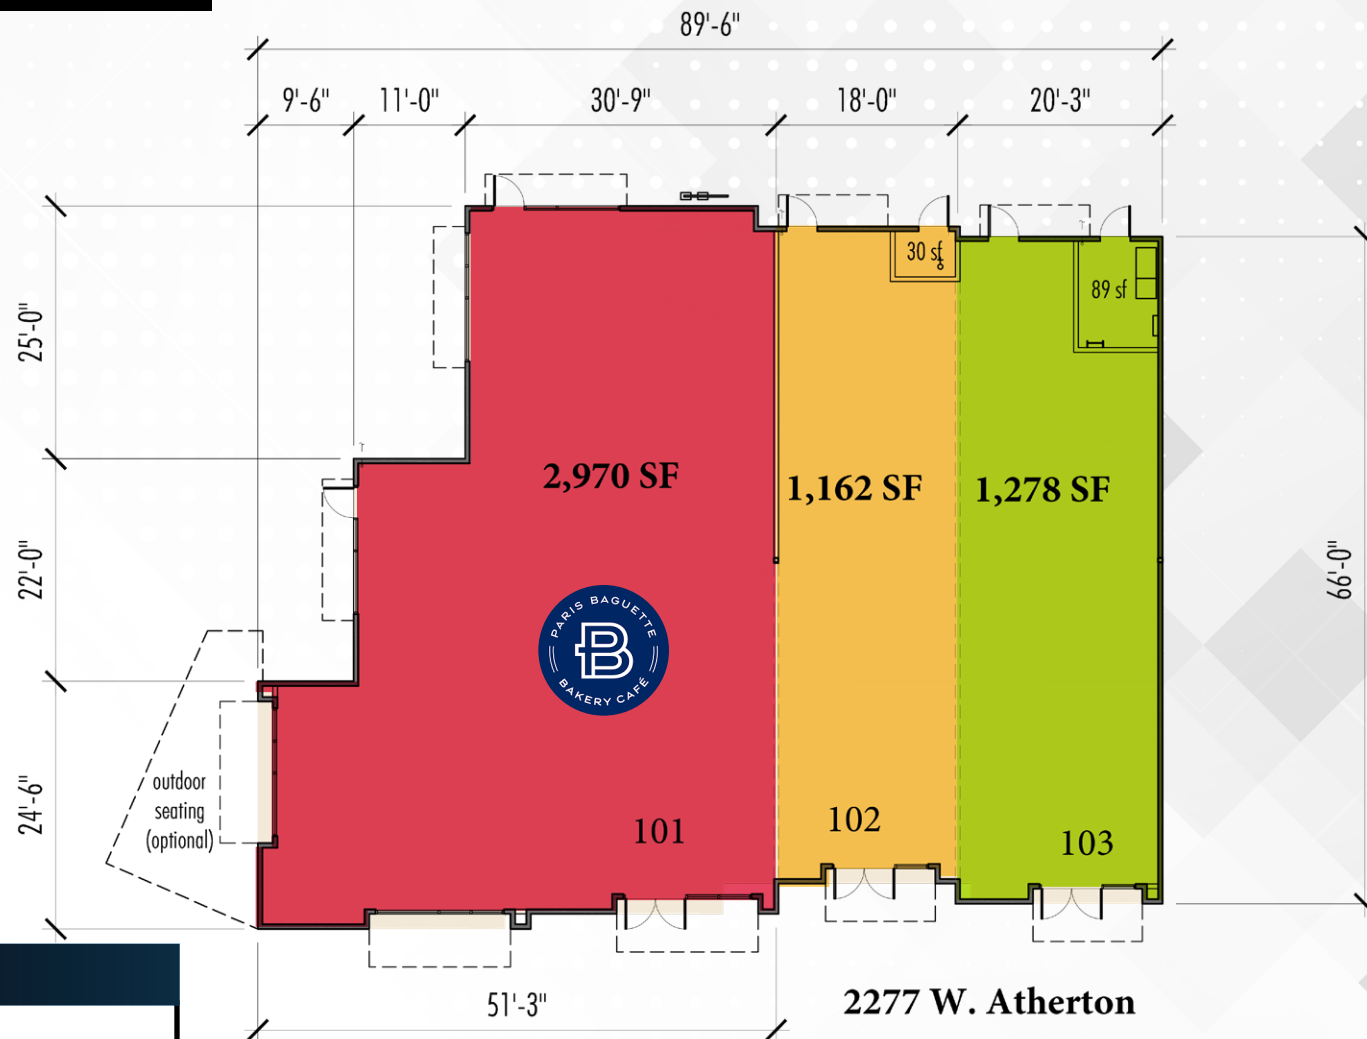 89'-6"
9'-6"
11'-0"
30'-9"
18'-0"
20'-3"
25'-0"
22'-0"
24'-6"
66'-0"
30 sf
89 sf
2,970 SF
1,162 SF
1,278 SF
PARIS BAGUETTE
B
BAKERY CAFÉ
outdoor
seating
(optional)
101
102
103
51'-3"
2277 W. Atherton